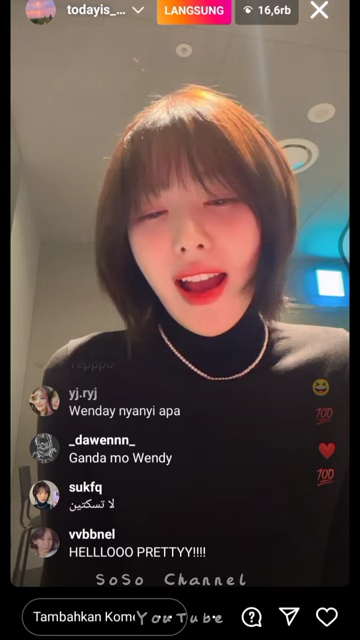 todayis_...
LANGSUNG
16,6rb
yj.ryj
Wenday nyanyi apa
_dawennn_
Ganda mo Wendy
sukfq
لا تسكتين
vvbbnel
HELLLOOO PRETTYY!!!!
SoSo Channel
Tambahkan Kom
YouTube
💯
💯